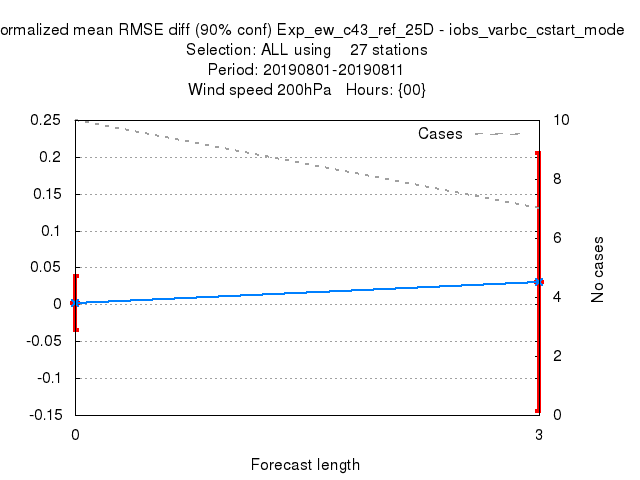 ormalized mean RMSE diff (90% conf) Exp_ew_c43_ref_25D - iobs_varbc_cstart_mode
Selection: ALL using    27 stations
Period: 20190801-20190811
Wind speed 200hPa   Hours: {00}
Cases
0.25
0.2
0.15
0.1
0.05
0
-0.05
-0.1
-0.15
10
8
6
4
2
0
No cases
0
3
Forecast length